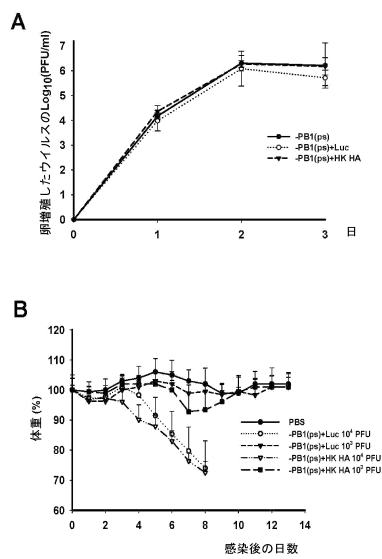 A
卵増殖したウイルスのLog10(PFU/ml)
7
6
5
4
3
2
1
0
-PB1(ps)
-PB1(ps)+Luc
-PB1(ps)+HK HA
0
1
2
3
日
B
体重 (%)
120
110
100
90
80
70
60
PBS
-PB1(ps)+Luc 10⁴ PFU
-PB1(ps)+Luc 10³ PFU
-PB1(ps)+HK HA 10⁴ PFU
-PB1(ps)+HK HA 10³ PFU
0
2
4
6
8
10
12
14
感染後の日数